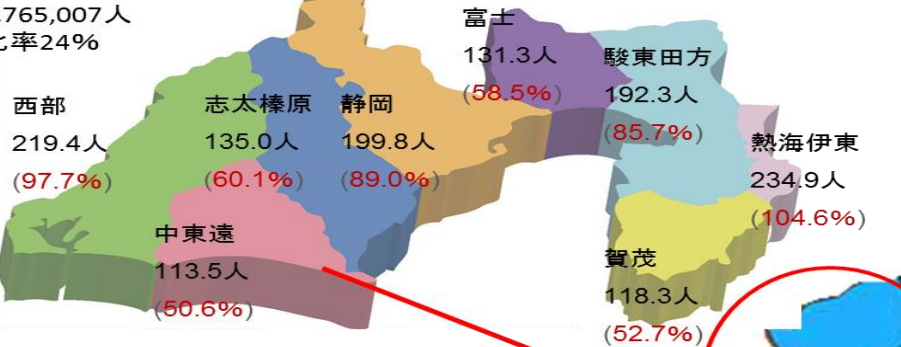 765,007人
率24%
富士
131.3人
(58.5%)
駿東田方
192.3人
(85.7%)
西部
219.4人
(97.7%)
志太榛原
135.0人
(60.1%)
静岡
199.8人
(89.0%)
熱海伊東
234.9人
(104.6%)
中東遠
113.5人
(50.6%)
賀茂
118.3人
(52.7%)